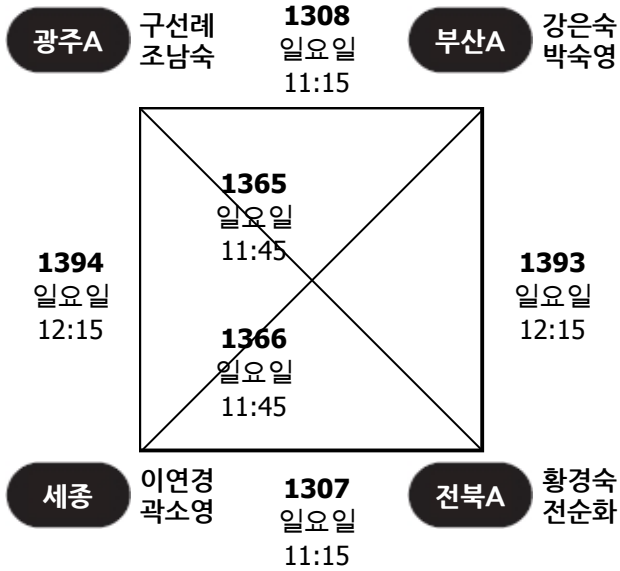 광주A
구선례
조남숙
1308
일요일
11:15
부산A
강은숙
박숙영
1365
일요일
11:45
1394
일요일
12:15
1393
일요일
12:15
1366
일요일
11:45
세종
이연경
곽소영
1307
일요일
11:15
전북A
황경숙
전순화